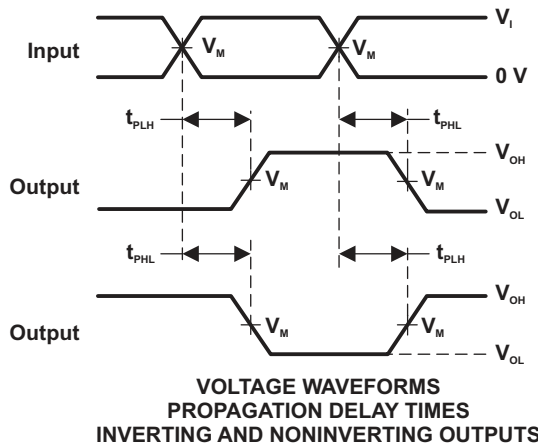 V_I
Input
V_M
V_M
0 V
t_PLH
t_PHL
V_OH
Output
V_M
V_M
V_OL
t_PHL
t_PLH
V_OH
Output
V_M
V_M
V_OL
VOLTAGE WAVEFORMS
PROPAGATION DELAY TIMES
INVERTING AND NONINVERTING OUTPUTS